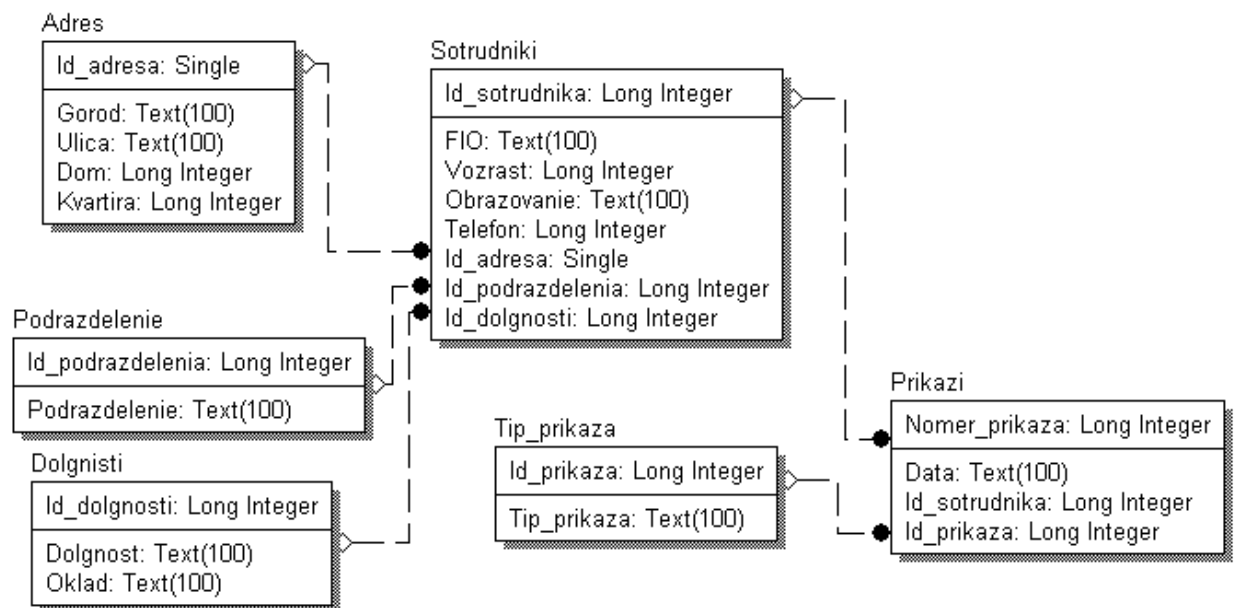 Adres
Id_adresa: Single
Gorod: Text(100)
Ulica: Text(100)
Dom: Long Integer
Kvartira: Long Integer
Sotrudniki
Id_sotrudnika: Long Integer
FIO: Text(100)
Vozrast: Long Integer
Obrazovanie: Text(100)
Telefon: Long Integer
Id_adresa: Single
Id_podrazdelenia: Long Integer
Id_dolgnosti: Long Integer
Podrazdelenie
Id_podrazdelenia: Long Integer
Podrazdelenie: Text(100)
Dolgnisti
Id_dolgnosti: Long Integer
Dolgnost: Text(100)
Oklad: Text(100)
Tip_prikaza
Id_prikaza: Long Integer
Tip_prikaza: Text(100)
Prikazi
Nomer_prikaza: Long Integer
Data: Text(100)
Id_sotrudnika: Long Integer
Id_prikaza: Long Integer